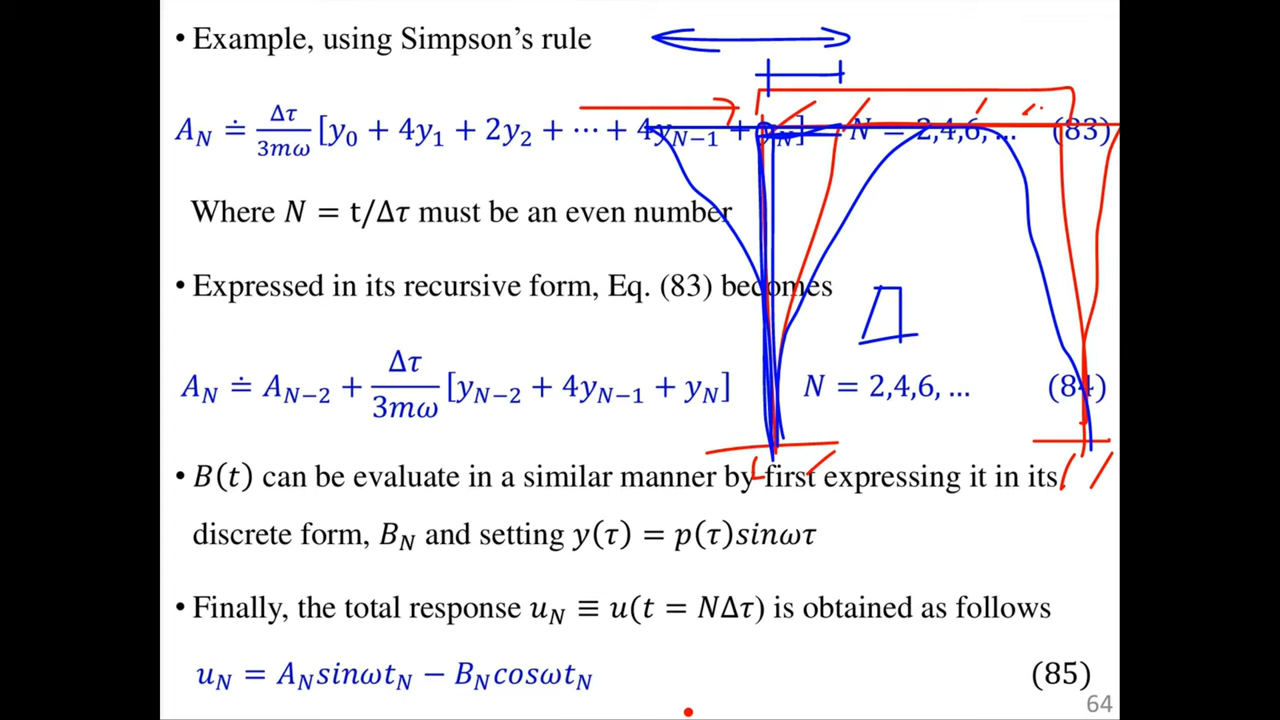 • Example, using Simpson's rule
A_N ≐ Δτ/3mω [y_0 + 4y_1 + 2y_2 + ⋯ + 4y_{N−1} + y_N] N = 2,4,6, … (83)
Where N = t/Δτ must be an even number
• Expressed in its recursive form, Eq. (83) becomes
A_N ≐ A_{N−2} + Δτ/3mω [y_{N−2} + 4y_{N−1} + y_N] N = 2,4,6, … (84)
• B(t) can be evaluate in a similar manner by first expressing it in its
discrete form, B_N and setting y(τ) = p(τ)sinωτ
• Finally, the total response u_N ≡ u(t = NΔτ) is obtained as follows
u_N = A_N sinωt_N − B_N cosωt_N (85)
64